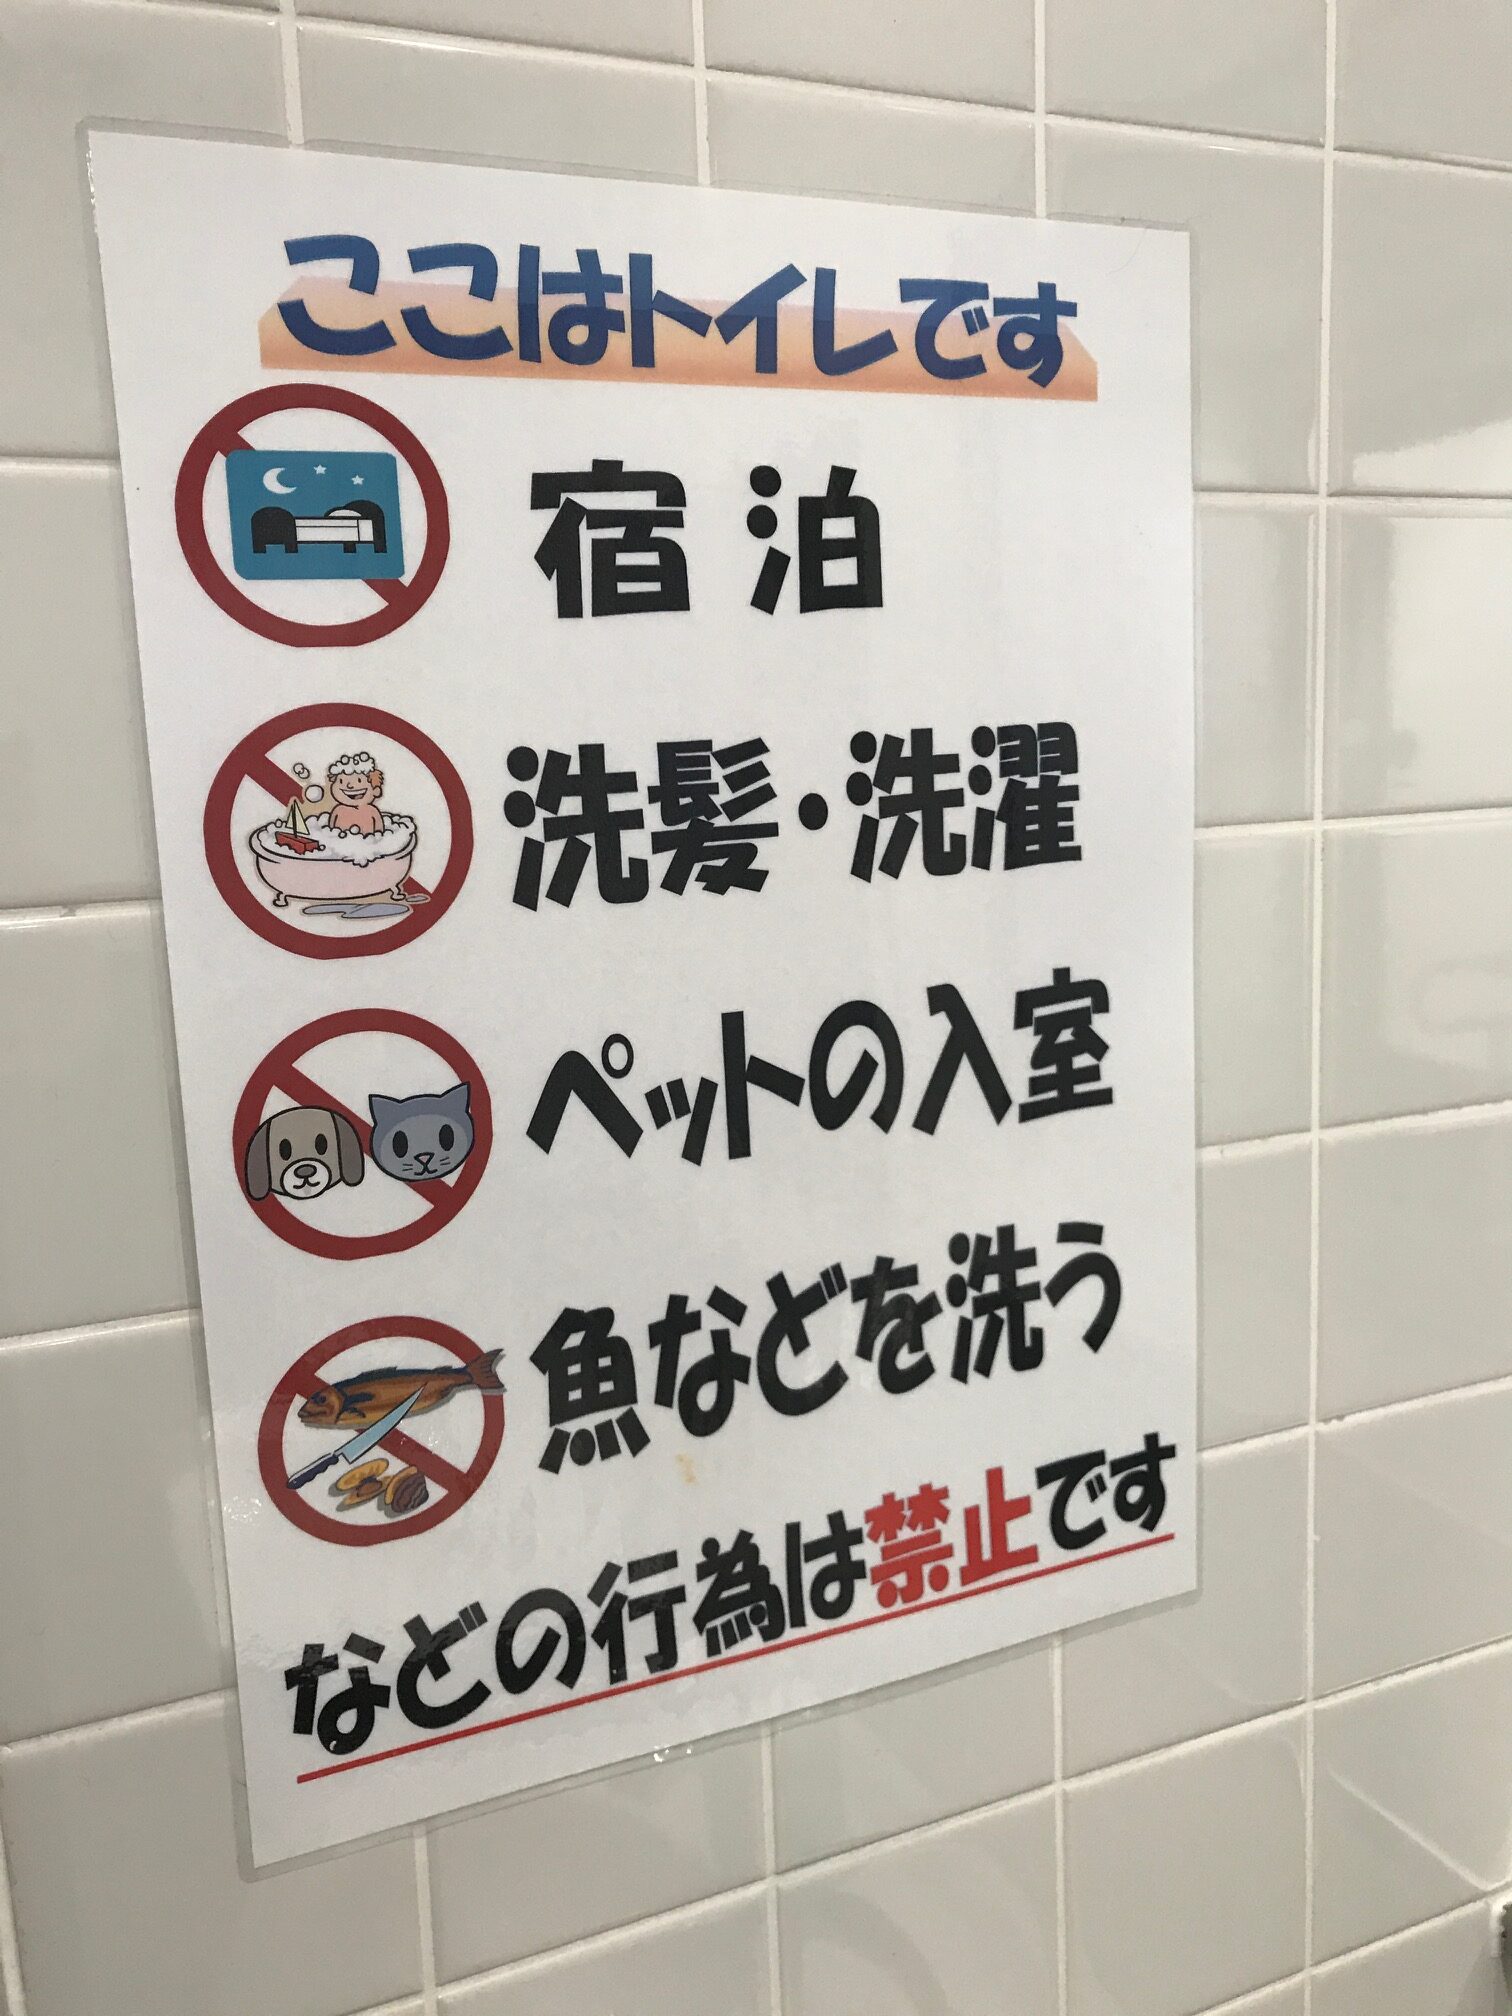 ここはトイレです
宿泊
洗髪・洗濯
ペットの入室
魚などを洗う
などの行為は禁止です